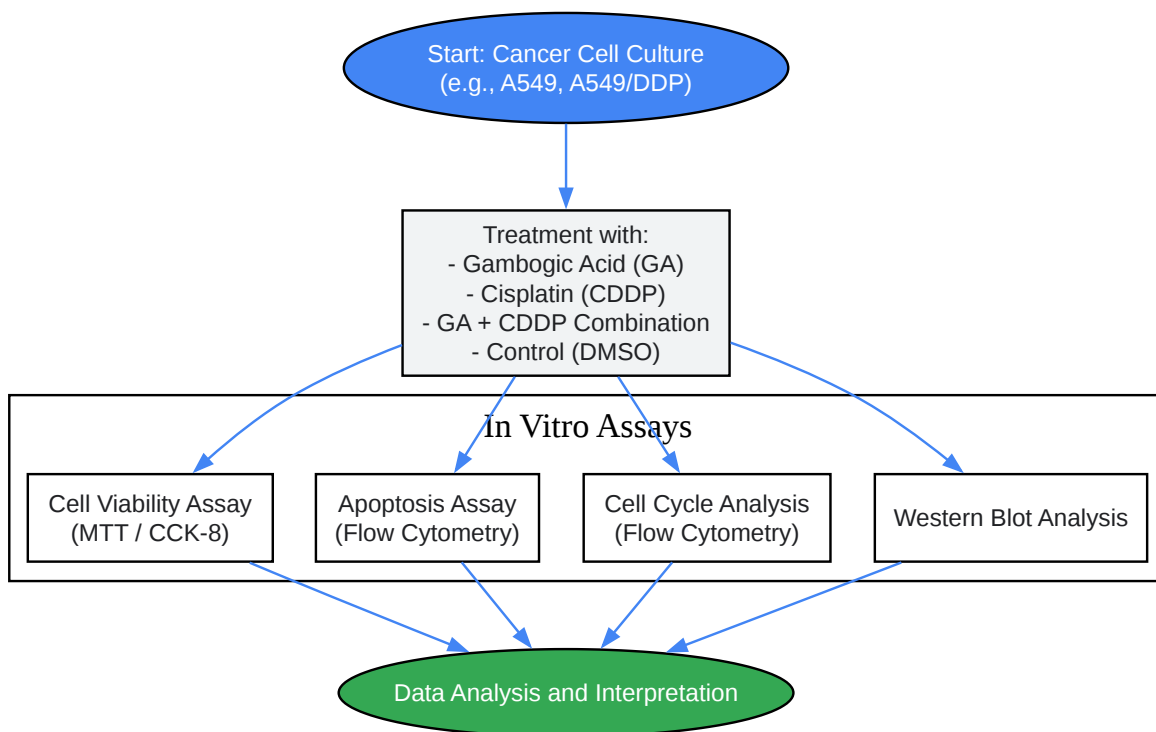 Start: Cancer Cell Culture
(e.g., A549, A549/DDP)
Treatment with:
- Gambogic Acid (GA)
- Cisplatin (CDDP)
- GA + CDDP Combination
- Control (DMSO)
In Vitro Assays
Cell Viability Assay
(MTT / CCK-8)
Apoptosis Assay
(Flow Cytometry)
Cell Cycle Analysis
(Flow Cytometry)
Western Blot Analysis
Data Analysis and Interpretation